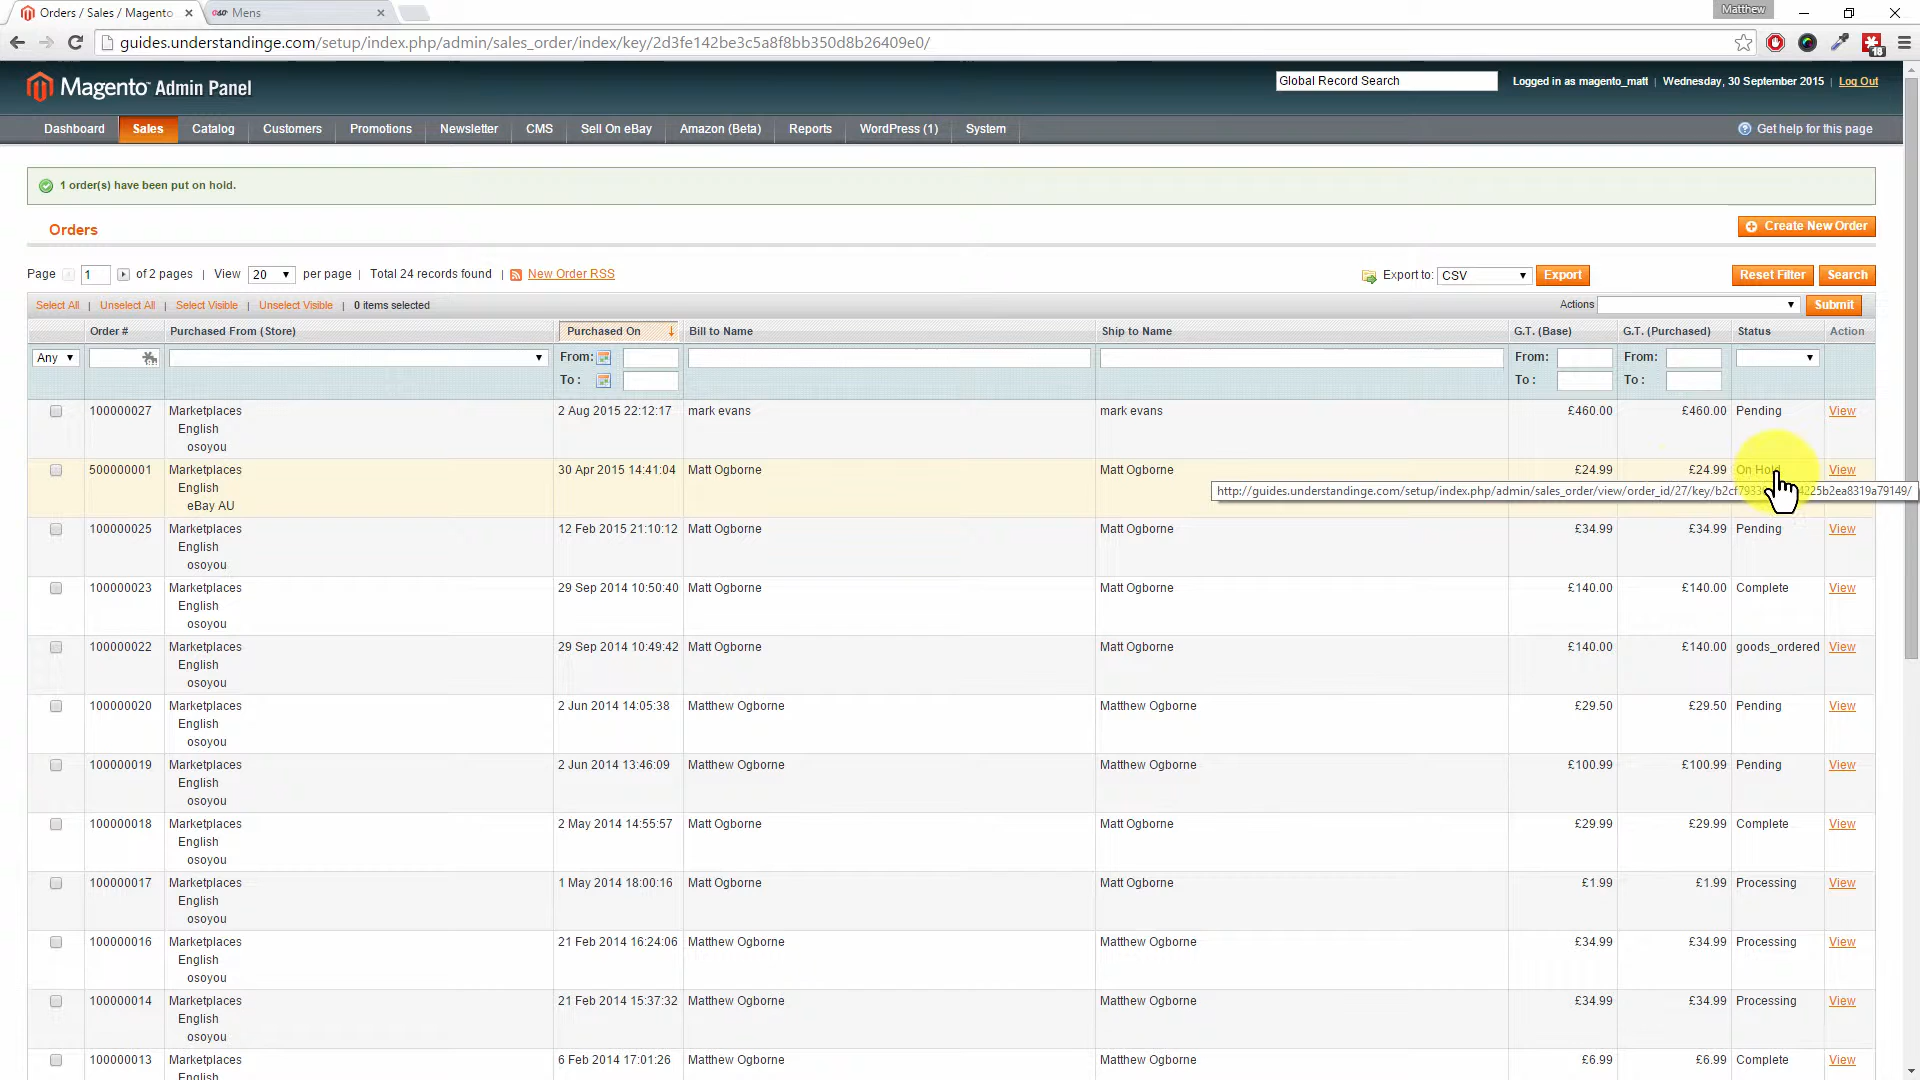 Orders / Sales / Magento
Mens
Matthew
guides.understandinge.com/setup/index.php/admin/sales_order/index/key/2d3fe142be3c5a8f8bb350d8b26409e0/
18
Magento Admin Panel
Global Record Search
Logged in as magento_matt | Wednesday, 30 September 2015 | Log Out
Dashboard Sales Catalog Customers Promotions Newsletter CMS Sell On eBay Amazon (Beta) Reports WordPress (1) System
Get help for this page
1 order(s) have been put on hold.
Orders
Create New Order
Page 1 of 2 pages | View 20 per page | Total 24 records found | New Order RSS
Export to: CSV Export Reset Filter Search
Select All | Unselect All | Select Visible | Unselect Visible | 0 items selected
Actions Submit
Order # Purchased From (Store) Purchased On Bill to Name Ship to Name G.T. (Base) G.T. (Purchased) Status Action
Any From: From: From:
To : To : To :
100000027 Marketplaces 2 Aug 2015 22:12:17 mark evans mark evans £460.00 £460.00 Pending View
English
osoyou
500000001 Marketplaces 30 Apr 2015 14:41:04 Matt Ogborne Matt Ogborne £24.99 £24.99 On Hold View
English
http://guides.understandinge.com/setup/index.php/admin/sales_order/view/order_id/27/key/
eBay AU
100000025 Marketplaces 12 Feb 2015 21:10:12 Matt Ogborne Matt Ogborne £34.99 £34.99 Pending View
English
osoyou
100000023 Marketplaces 29 Sep 2014 10:50:40 Matt Ogborne Matt Ogborne £140.00 £140.00 Complete View
English
osoyou
100000022 Marketplaces 29 Sep 2014 10:49:42 Matt Ogborne Matt Ogborne £140.00 £140.00 goods_ordered View
English
osoyou
100000020 Marketplaces 2 Jun 2014 14:05:38 Matthew Ogborne Matthew Ogborne £29.50 £29.50 Pending View
English
osoyou
100000019 Marketplaces 2 Jun 2014 13:46:09 Matthew Ogborne Matthew Ogborne £100.99 £100.99 Pending View
English
osoyou
100000018 Marketplaces 2 May 2014 14:55:57 Matt Ogborne Matt Ogborne £29.99 £29.99 Complete View
English
osoyou
100000017 Marketplaces 1 May 2014 18:00:16 Matt Ogborne Matt Ogborne £1.99 £1.99 Processing View
English
osoyou
100000016 Marketplaces 21 Feb 2014 16:24:06 Matthew Ogborne Matthew Ogborne £34.99 £34.99 Processing View
English
osoyou
100000014 Marketplaces 21 Feb 2014 15:37:32 Matthew Ogborne Matthew Ogborne £34.99 £34.99 Processing View
English
osoyou
100000013 Marketplaces 6 Feb 2014 17:01:26 Matthew Ogborne Matthew Ogborne £6.99 £6.99 Complete View
English